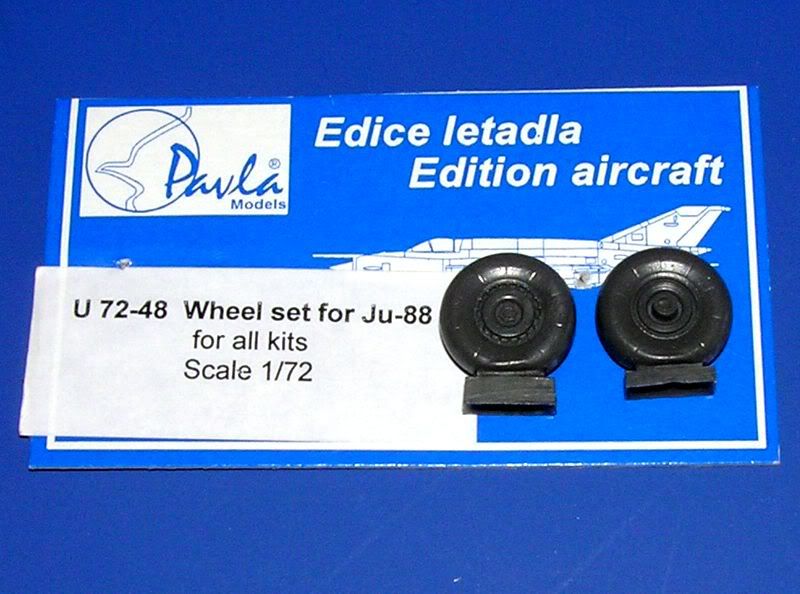 Edice letadla
Edition aircraft
Pavla®
Models
U 72-48 Wheel set for Ju-88
for all kits
Scale 1/72